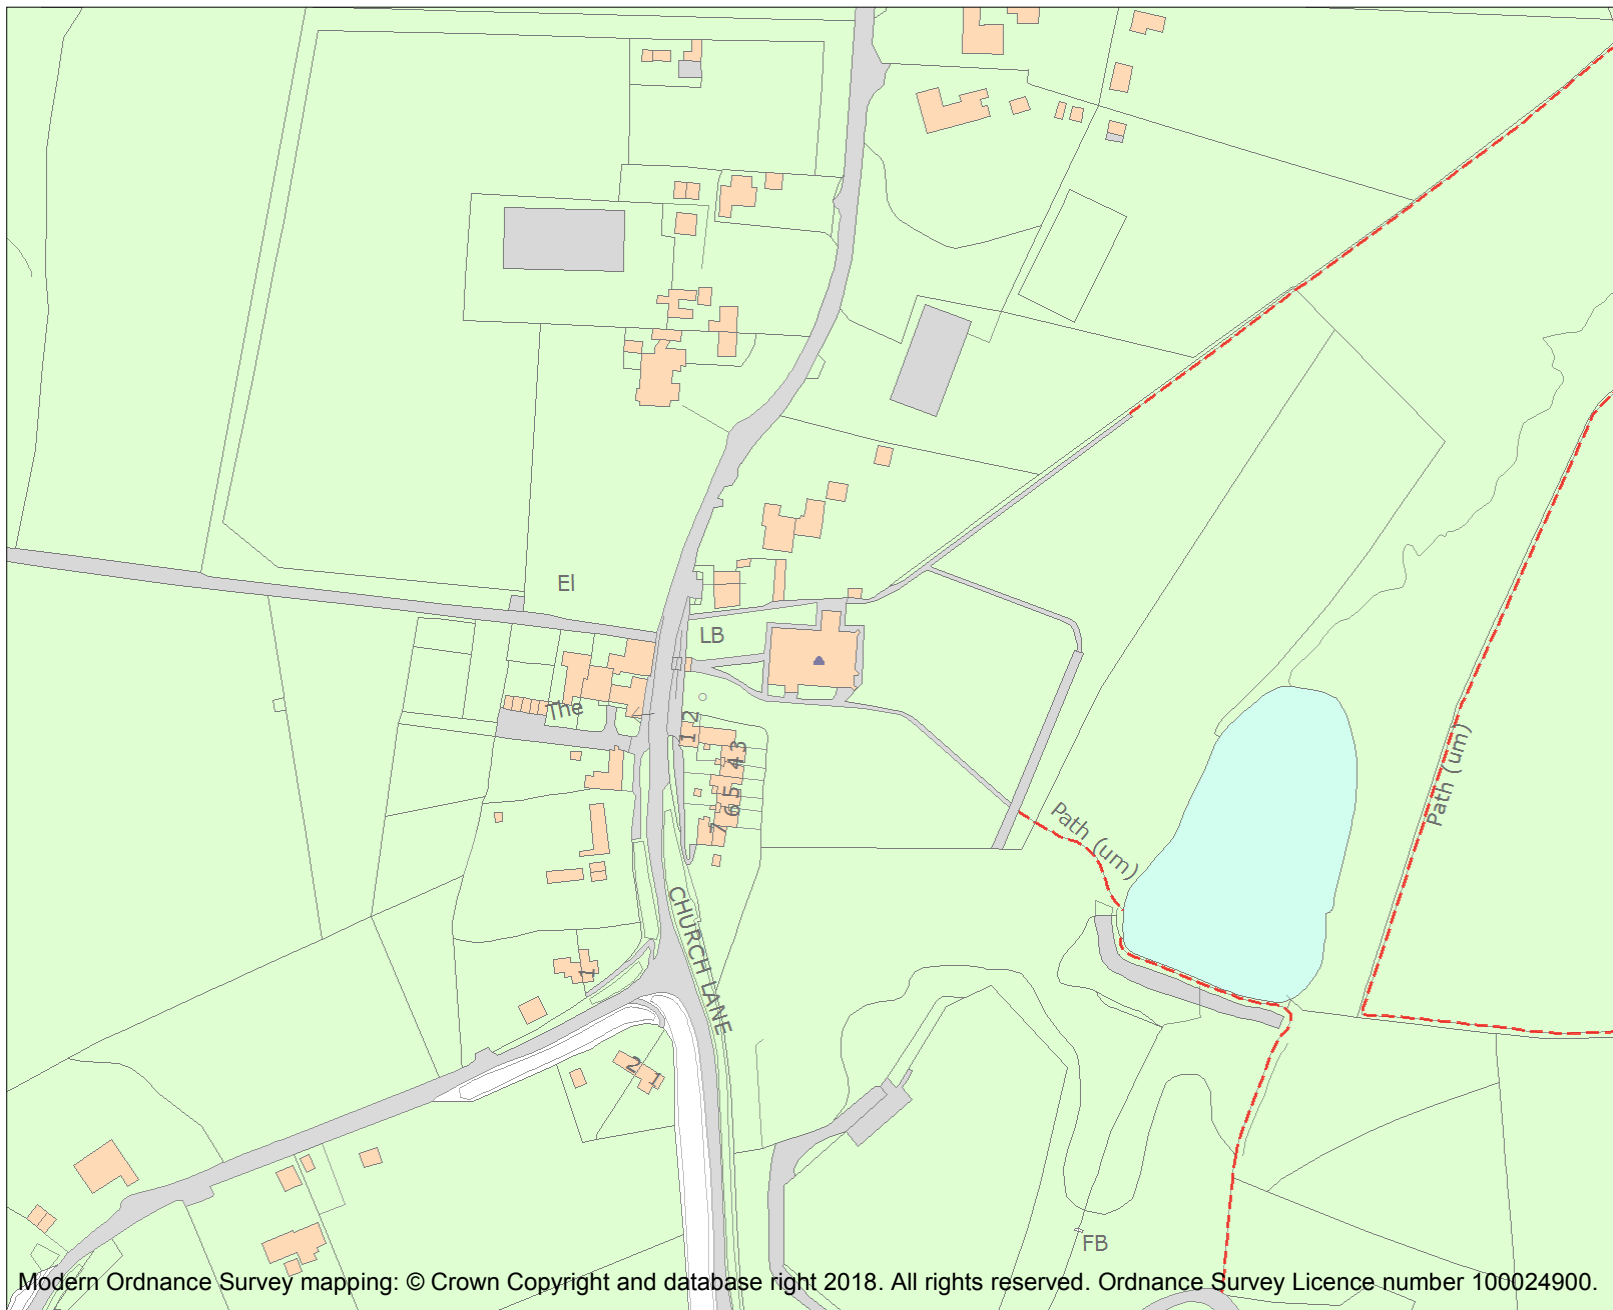 El
LB
The
1 2
4 3
6 5
7
Path (um)
Path (um)
CHURCH LANE
1
2
1
FB
Modern Ordnance Survey mapping: © Crown Copyright and database right 2018. All rights reserved. Ordnance Survey Licence number 100024900.